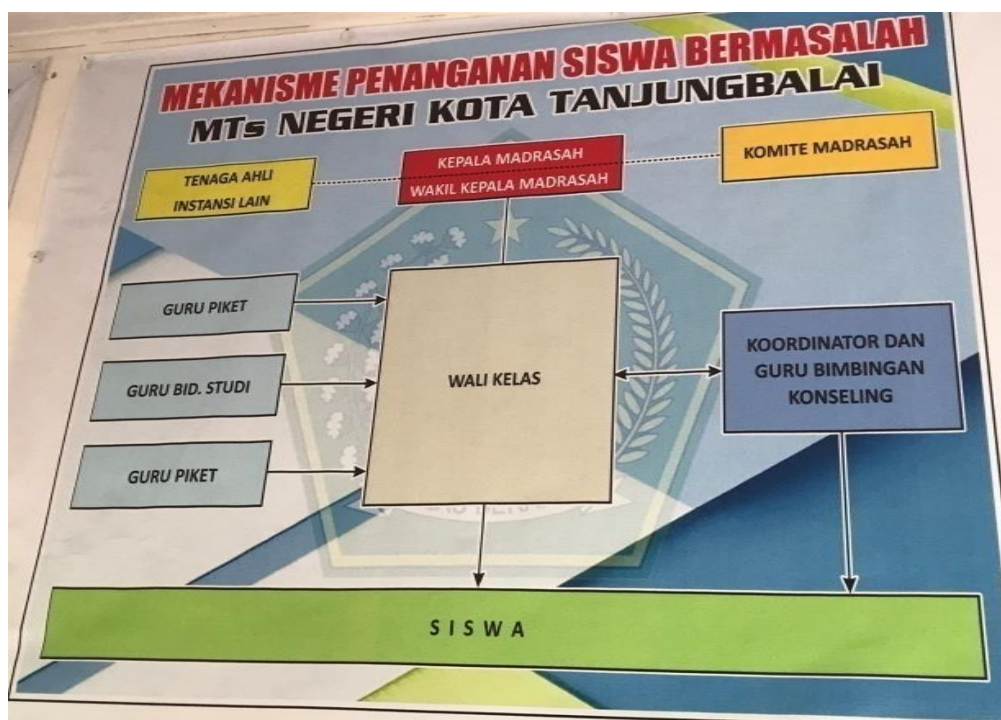 MEKANISME PENANGANAN SISWA BERMASALAH
MTs NEGERI KOTA TANJUNGBALAI
TENAGA AHLI
INSTANSI LAIN
KEPALA MADRASAH
WAKIL KEPALA MADRASAH
KOMITE MADRASAH
GURU PIKET
GURU BID. STUDI
GURU PIKET
WALI KELAS
KOORDINATOR DAN
GURU BIMBINGAN
KONSELING
SISWA